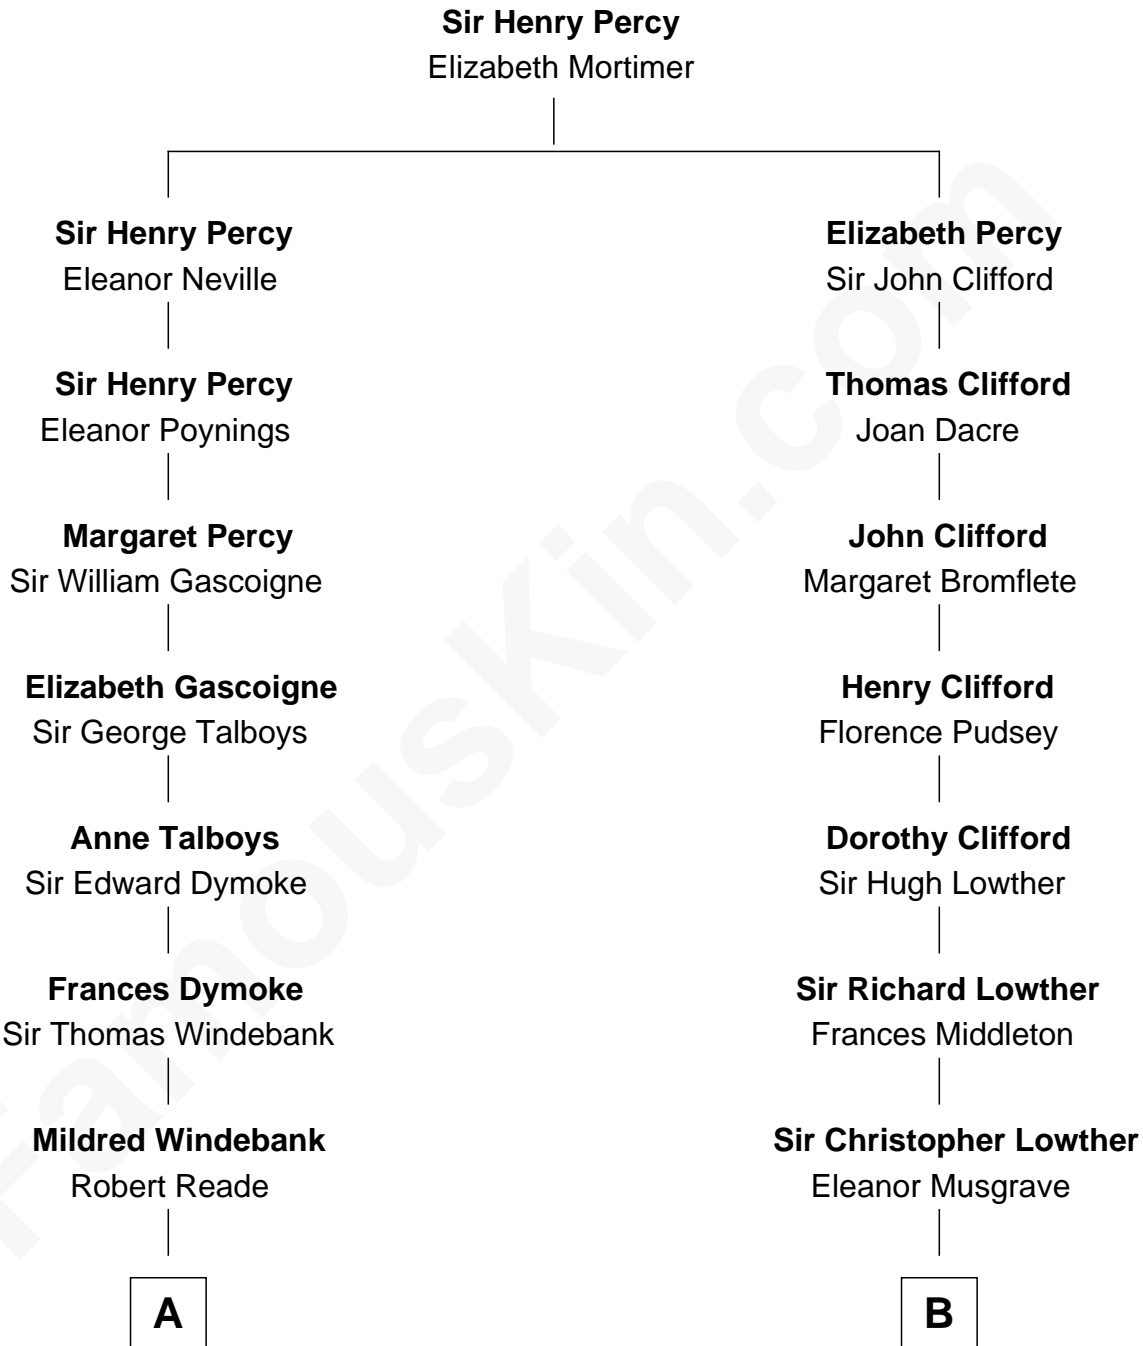 Sir Henry Percy
Elizabeth Mortimer
Sir Henry Percy
Eleanor Neville
Sir Henry Percy
Eleanor Poynings
Margaret Percy
Sir William Gascoigne
Elizabeth Gascoigne
Sir George Talboys
Anne Talboys
Sir Edward Dymoke
Frances Dymoke
Sir Thomas Windebank
Mildred Windebank
Robert Reade
A
Elizabeth Percy
Sir John Clifford
Thomas Clifford
Joan Dacre
John Clifford
Margaret Bromflete
Henry Clifford
Florence Pudsey
Dorothy Clifford
Sir Hugh Lowther
Sir Richard Lowther
Frances Middleton
Sir Christopher Lowther
Eleanor Musgrave
B
FamousKin.com